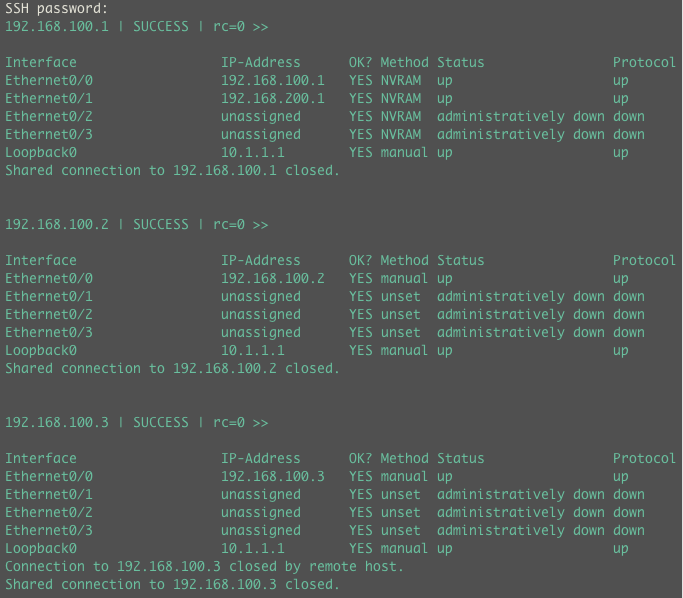 SSH password:
192.168.100.1 | SUCCESS | rc=0 >>
Interface                  IP-Address      OK? Method Status                Protocol
Ethernet0/0                192.168.100.1   YES NVRAM  up                    up
Ethernet0/1                192.168.200.1   YES NVRAM  up                    up
Ethernet0/2                unassigned      YES NVRAM  administratively down down
Ethernet0/3                unassigned      YES NVRAM  administratively down down
Loopback0                  10.1.1.1        YES manual up                    up
Shared connection to 192.168.100.1 closed.
192.168.100.2 | SUCCESS | rc=0 >>
Interface                  IP-Address      OK? Method Status                Protocol
Ethernet0/0                192.168.100.2   YES manual up                    up
Ethernet0/1                unassigned      YES unset  administratively down down
Ethernet0/2                unassigned      YES unset  administratively down down
Ethernet0/3                unassigned      YES unset  administratively down down
Loopback0                  10.1.1.1        YES manual up                    up
Shared connection to 192.168.100.2 closed.
192.168.100.3 | SUCCESS | rc=0 >>
Interface                  IP-Address      OK? Method Status                Protocol
Ethernet0/0                192.168.100.3   YES manual up                    up
Ethernet0/1                unassigned      YES unset  administratively down down
Ethernet0/2                unassigned      YES unset  administratively down down
Ethernet0/3                unassigned      YES unset  administratively down down
Loopback0                  10.1.1.1        YES manual up                    up
Connection to 192.168.100.3 closed by remote host.
Shared connection to 192.168.100.3 closed.